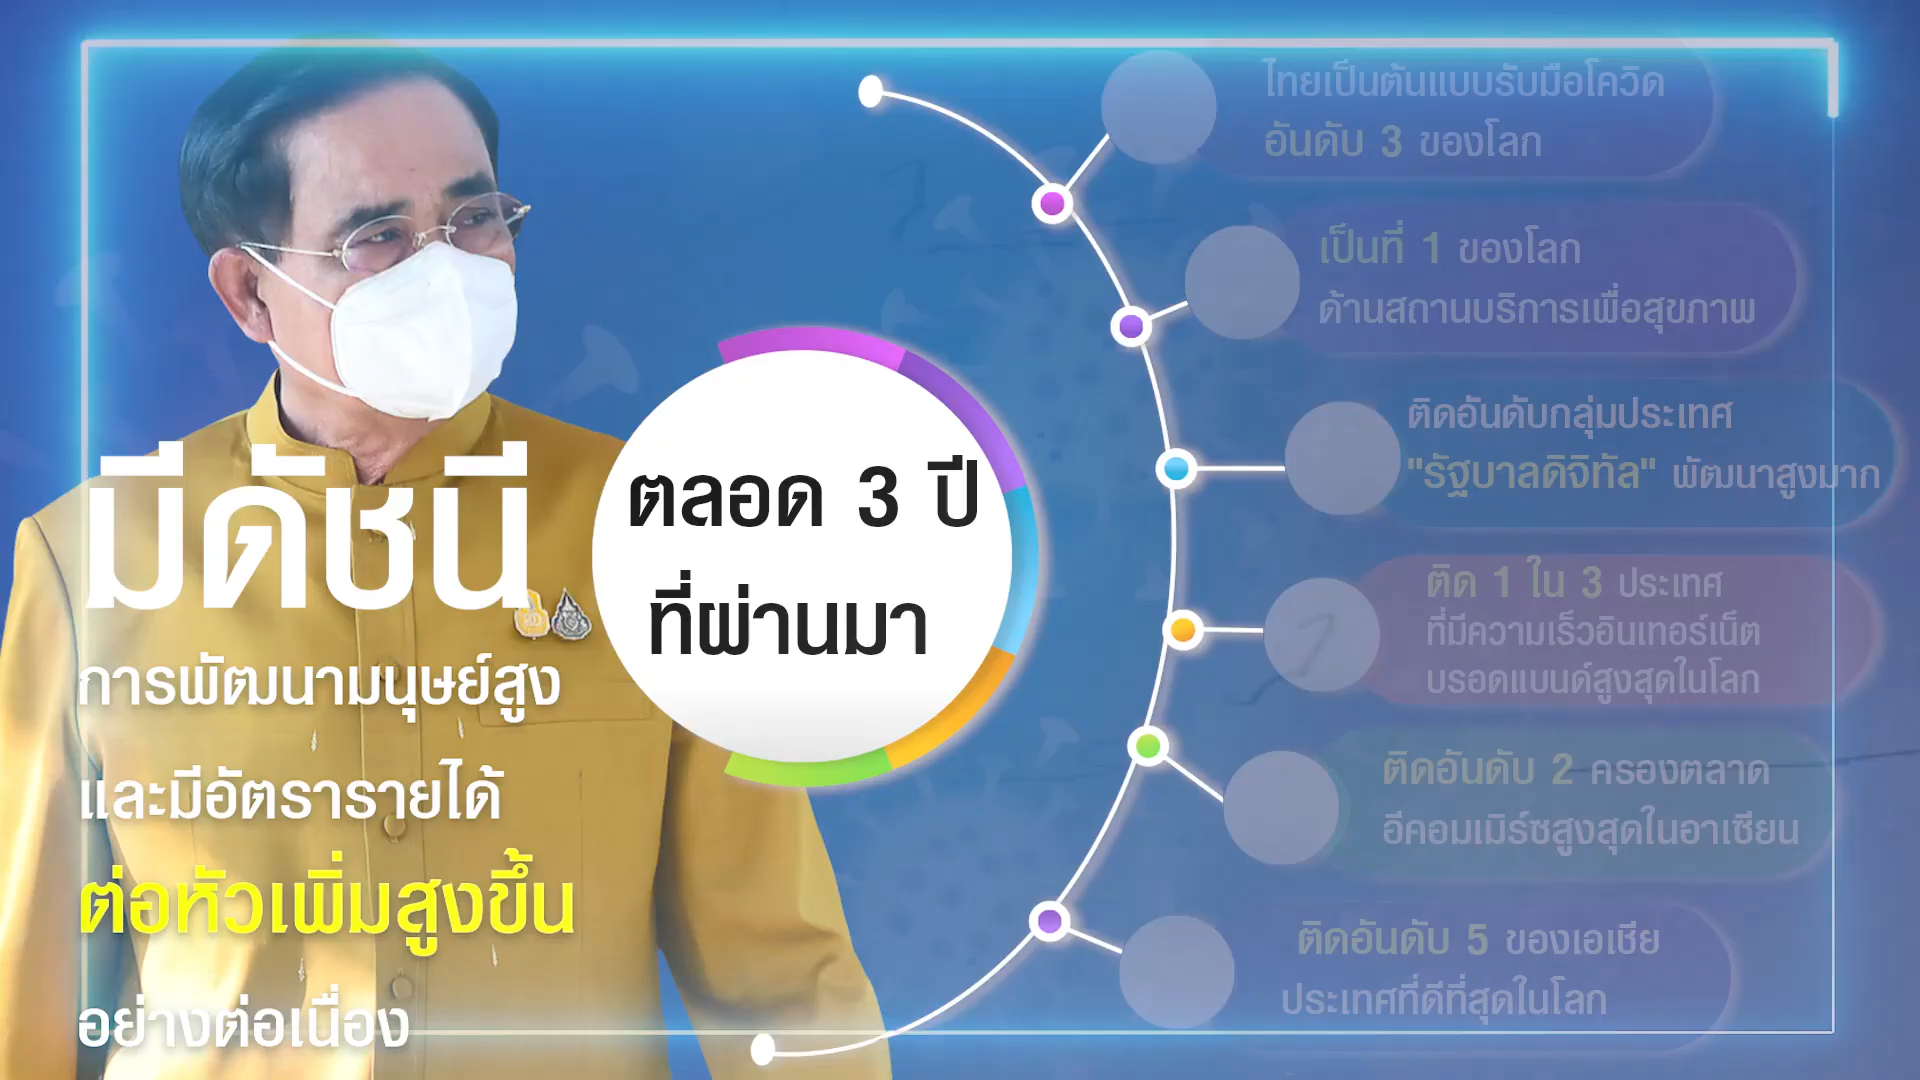 มีดัชนี
การพัฒนามนุษย์สูง
และมีอัตรารายได้
ต่อหัวเพิ่มสูงขึ้น
อย่างต่อเนื่อง
ตลอด 3 ปี
ที่ผ่านมา
ไทยเป็นต้นแบบรับมือโควิด
อันดับ 3 ของโลก
เป็นที่ 1 ของโลก
ด้านสถานบริการเพื่อสุขภาพ
ติดอันดับกลุ่มประเทศ
"รัฐบาลดิจิทัล" พัฒนาสูงมาก
ติด 1 ใน 3 ประเทศ
ที่มีความเร็วอินเทอร์เน็ต
บรอดแบนด์สูงสุดในโลก
ติดอันดับ 2 ครองตลาด
อีคอมเมิร์ซสูงสุดในอาเซียน
ติดอันดับ 5 ของเอเชีย
ประเทศที่ดีที่สุดในโลก